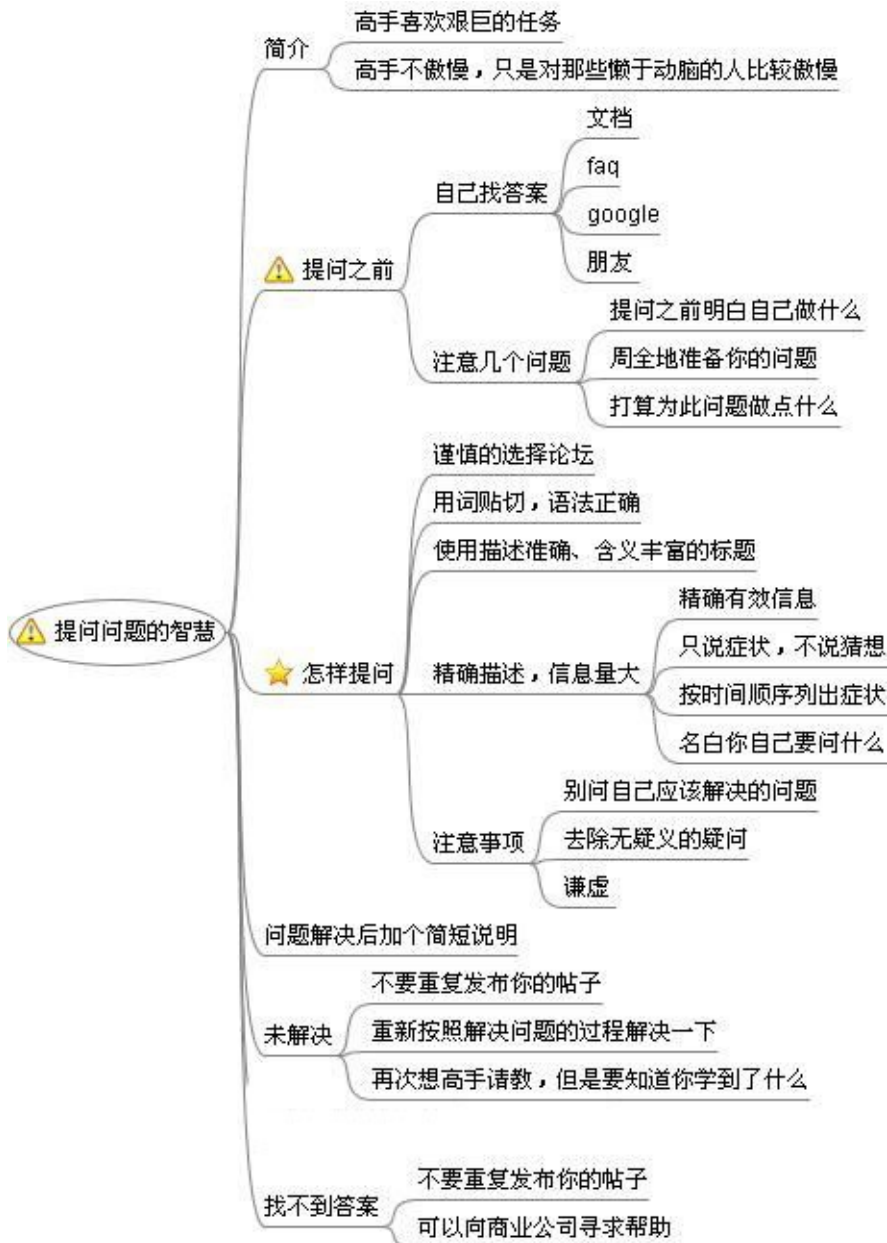 高手喜欢艰巨的任务
简介
高手不傲慢，只是对那些懒于动脑的人比较傲慢
文档
faq
自己找答案
google
朋友
提问之前
提问之前明白自己做什么
注意几个问题
周全地准备你的问题
打算为此问题做点什么
谨慎的选择论坛
用词贴切，语法正确
使用描述准确、含义丰富的标题
精确有效信息
提问问题的智慧
只说症状，不说猜想
怎样提问
精确描述，信息量大
按时间顺序列出症状
名白你自己要问什么
别问自己应该解决的问题
注意事项
去除无疑义的疑问
谦虚
问题解决后加个简短说明
不要重复发布你的帖子
未解决
重新按照解决问题的过程解决一下
再次想高手请教，但是要知道你学到了什么
不要重复发布你的帖子
找不到答案
可以向商业公司寻求帮助